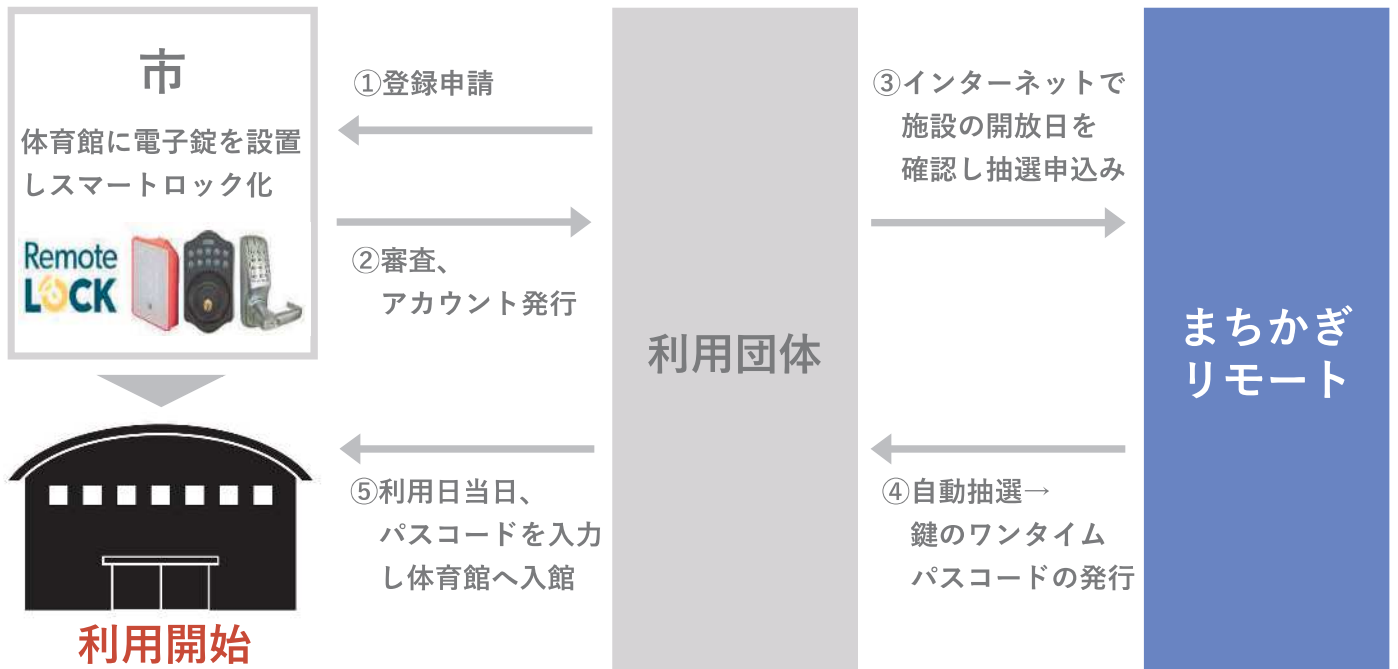 市
体育館に電子錠を設置
しスマートロック化
Remote
LOCK
①登録申請
②審査、
アカウント発行
利用団体
③インターネットで
施設の開放日を
確認し抽選申込み
まちかぎ
リモート
④自動抽選→
鍵のワンタイム
パスコードの発行
⑤利用日当日、
パスコードを入力
し体育館へ入館
利用開始